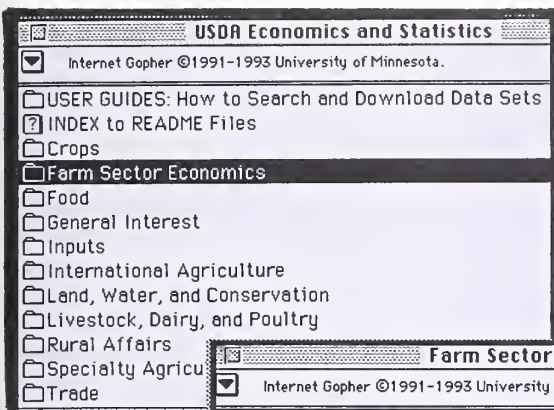 USDA Economics and Statistics
Internet Gopher ©1991-1993 University of Minnesota.
USER GUIDES: How to Search and Download Data Sets
? INDEX to README Files
Crops
Farm Sector Economics
Food
General Interest
Inputs
International Agriculture
Land, Water, and Conservation
Livestock, Dairy, and Poultry
Rural Affairs
Specialty Agricu
Trade
Farm Sector
Internet Gopher ©1991-1993 University